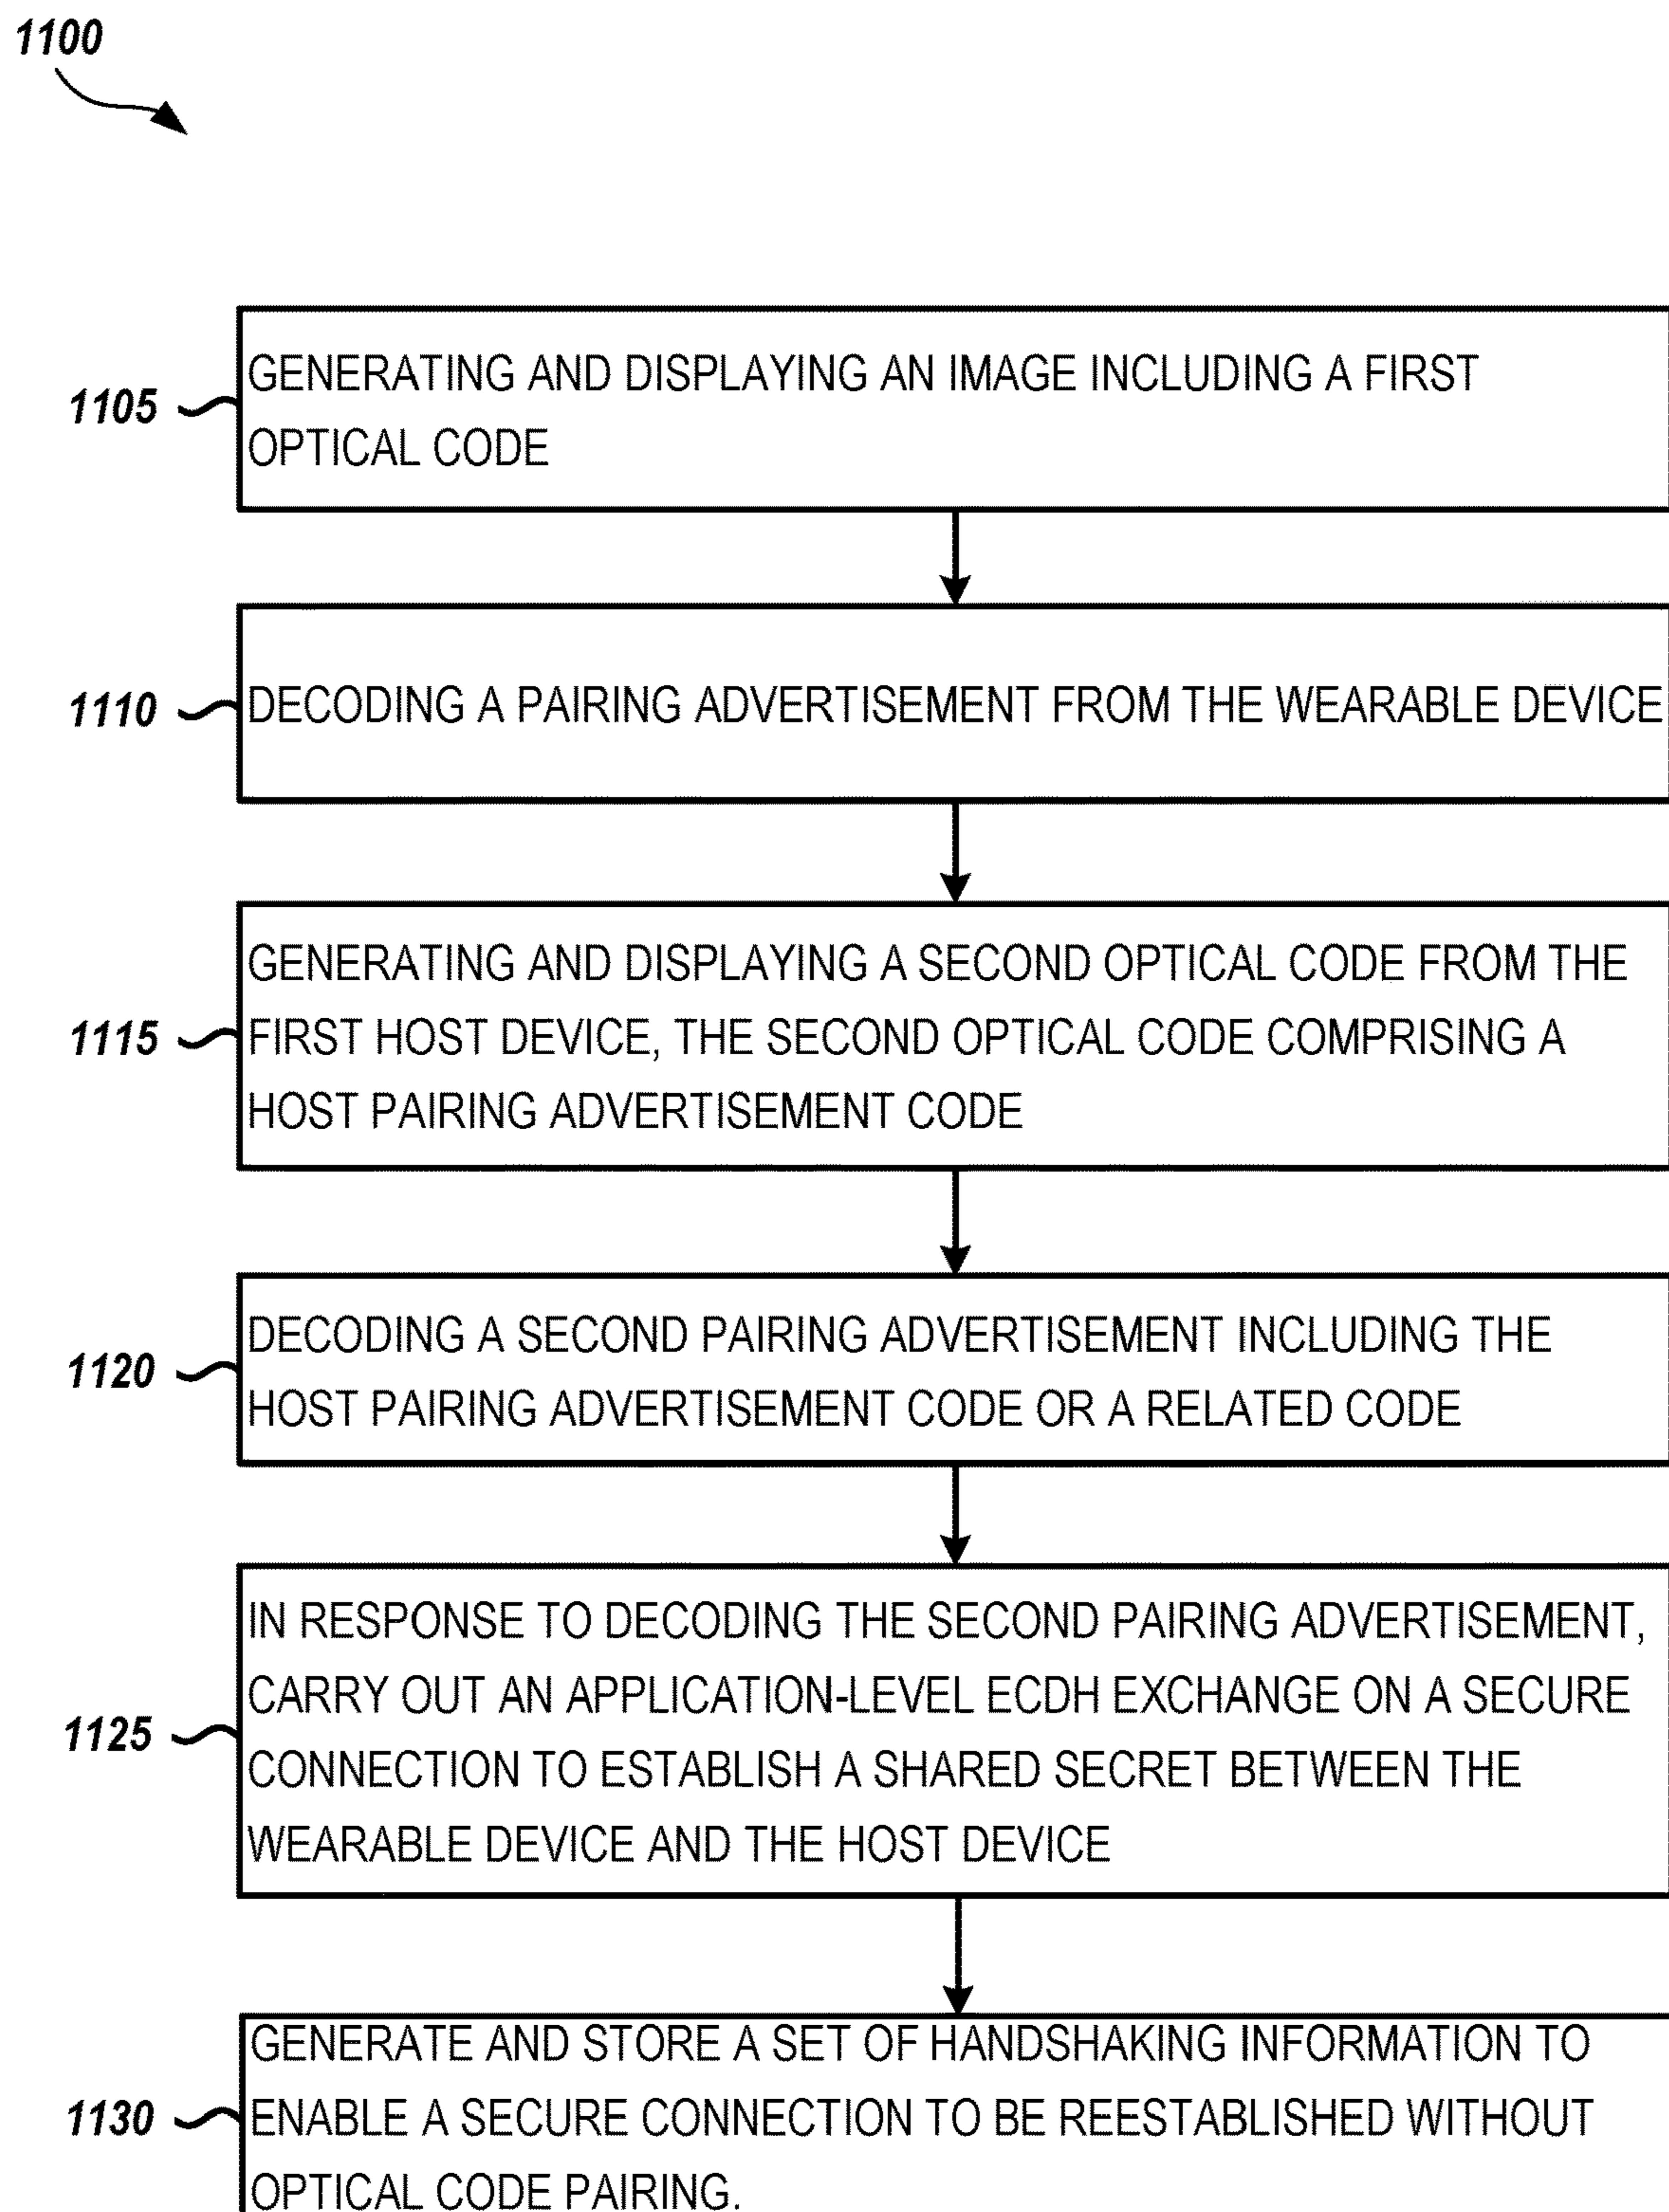 1100
1105
GENERATING AND DISPLAYING AN IMAGE INCLUDING A FIRST
OPTICAL CODE
1110
DECODING A PAIRING ADVERTISEMENT FROM THE WEARABLE DEVICE
1115
GENERATING AND DISPLAYING A SECOND OPTICAL CODE FROM THE
FIRST HOST DEVICE, THE SECOND OPTICAL CODE COMPRISING A
HOST PAIRING ADVERTISEMENT CODE
1120
DECODING A SECOND PAIRING ADVERTISEMENT INCLUDING THE
HOST PAIRING ADVERTISEMENT CODE OR A RELATED CODE
1125
IN RESPONSE TO DECODING THE SECOND PAIRING ADVERTISEMENT,
CARRY OUT AN APPLICATION-LEVEL ECDH EXCHANGE ON A SECURE
CONNECTION TO ESTABLISH A SHARED SECRET BETWEEN THE
WEARABLE DEVICE AND THE HOST DEVICE
1130
GENERATE AND STORE A SET OF HANDSHAKING INFORMATION TO
ENABLE A SECURE CONNECTION TO BE REESTABLISHED WITHOUT
OPTICAL CODE PAIRING.